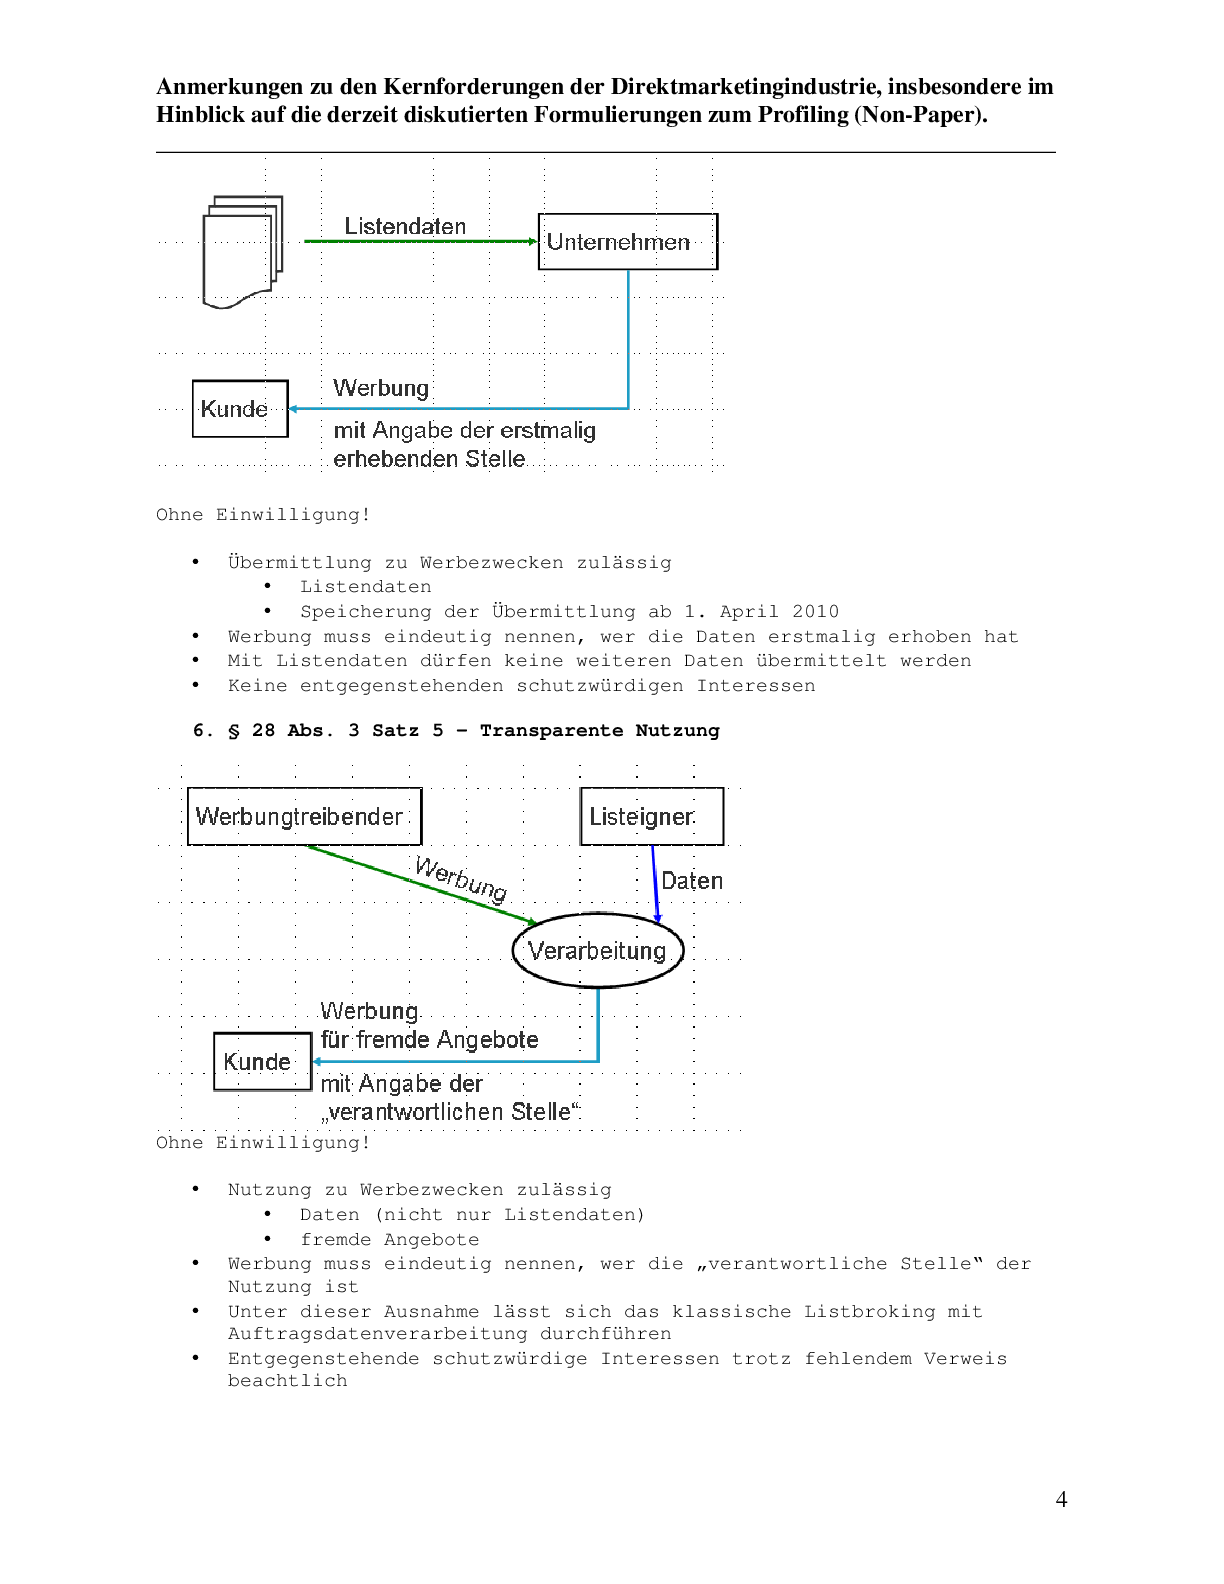 Anmerkungen zu den Kernforderungen der Direktmarketingindustrie, insbesondere im
Hinblick auf die derzeit diskutierten Formulierungen zum Profiling (Non-Paper).
Listendaten
Unternehmen
Werbung
Kunde
mit Angabe der erstmalig
erhebenden Stelle
Ohne Einwilligung!
• Übermittlung zu Werbezwecken zulässig
• Listendaten
• Speicherung der Übermittlung ab 1. April 2010
• Werbung muss eindeutig nennen, wer die Daten erstmalig erhoben hat
• Mit Listendaten dürfen keine weiteren Daten übermittelt werden
• Keine entgegenstehenden schutzwürdigen Interessen
6. § 28 Abs. 3 Satz 5 – Transparente Nutzung
Werbungtreibender
Listeigner
Werbung
Daten
Verarbeitung
Werbung
für fremde Angebote
Kunde
mit Angabe der
„verantwortlichen Stelle“
Ohne Einwilligung!
• Nutzung zu Werbezwecken zulässig
• Daten (nicht nur Listendaten)
• fremde Angebote
• Werbung muss eindeutig nennen, wer die „verantwortliche Stelle“ der
Nutzung ist
• Unter dieser Ausnahme lässt sich das klassische Listbroking mit
Auftragsdatenverarbeitung durchführen
• Entgegenstehende schutzwürdige Interessen trotz fehlendem Verweis
beachtlich
4